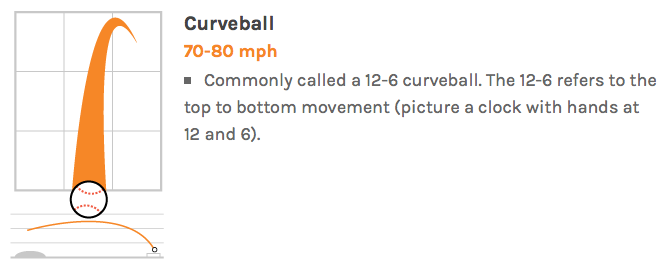 Curveball
70-80 mph
▪ Commonly called a 12-6 curveball. The 12-6 refers to the
top to bottom movement (picture a clock with hands at
12 and 6).